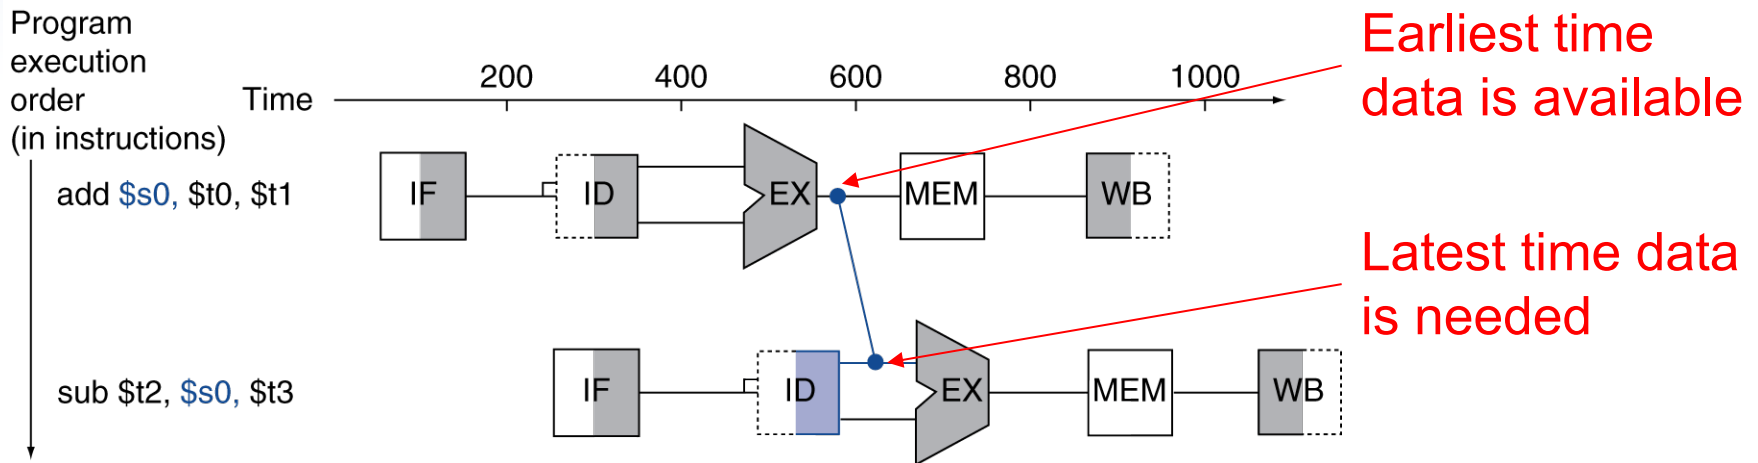 Program
execution
order
(in instructions)
Time
200 400 600 800 1000
Earliest time
data is available
add $s0, $t0, $t1
IF ID EX MEM WB
Latest time data
is needed
sub $t2, $s0, $t3
IF ID EX MEM WB